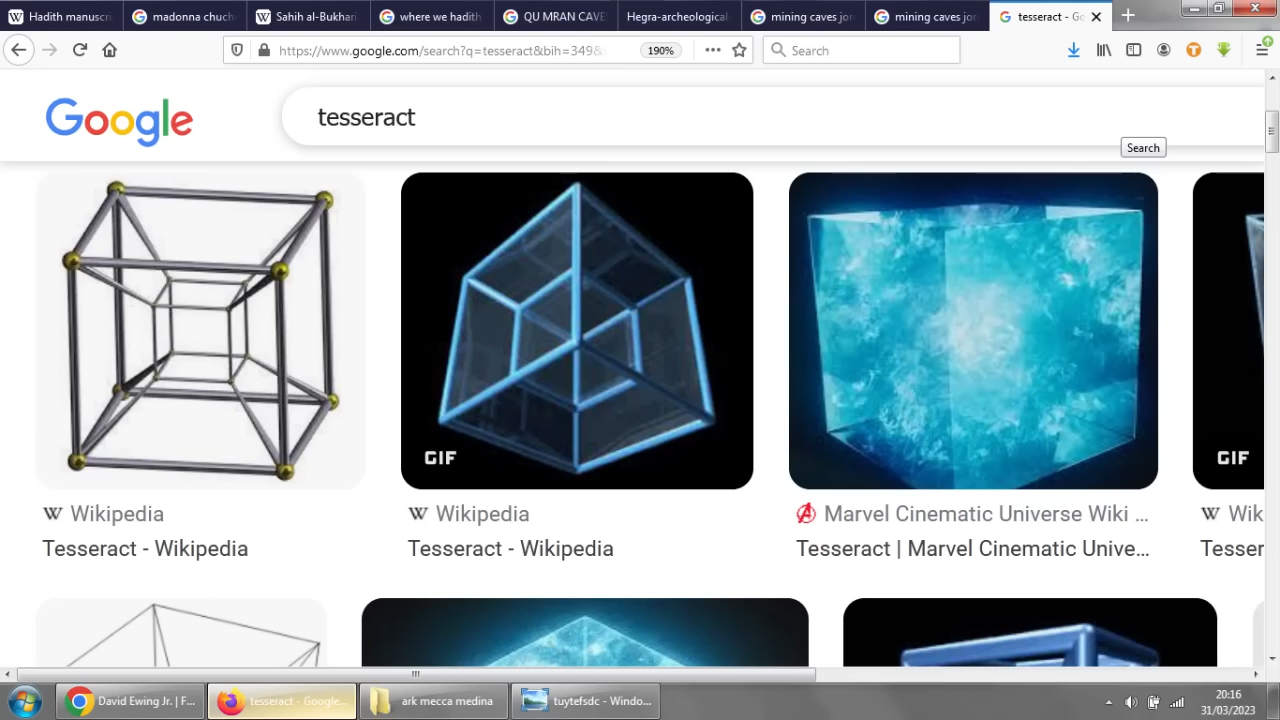 Hadith manuscr
madonna chuch
Sahih al-Bukhar
where we hadith
QU MRAN CAVE
Hegra-archeological
mining caves jor
mining caves jor
tesseract - Go
https://www.google.com/search?q=tesseract&bih=349&
190%
Search
Google
tesseract
Search
GIF
GIF
Wikipedia
Wikipedia
Marvel Cinematic Universe Wiki ...
Wik
Tesseract - Wikipedia
Tesseract - Wikipedia
Tesseract | Marvel Cinematic Unive...
Tesser
David Ewing Jr. | F...
tesseract - Google...
ark mecca medina
tuytefsdc - Windo...
20:16
31/03/2023